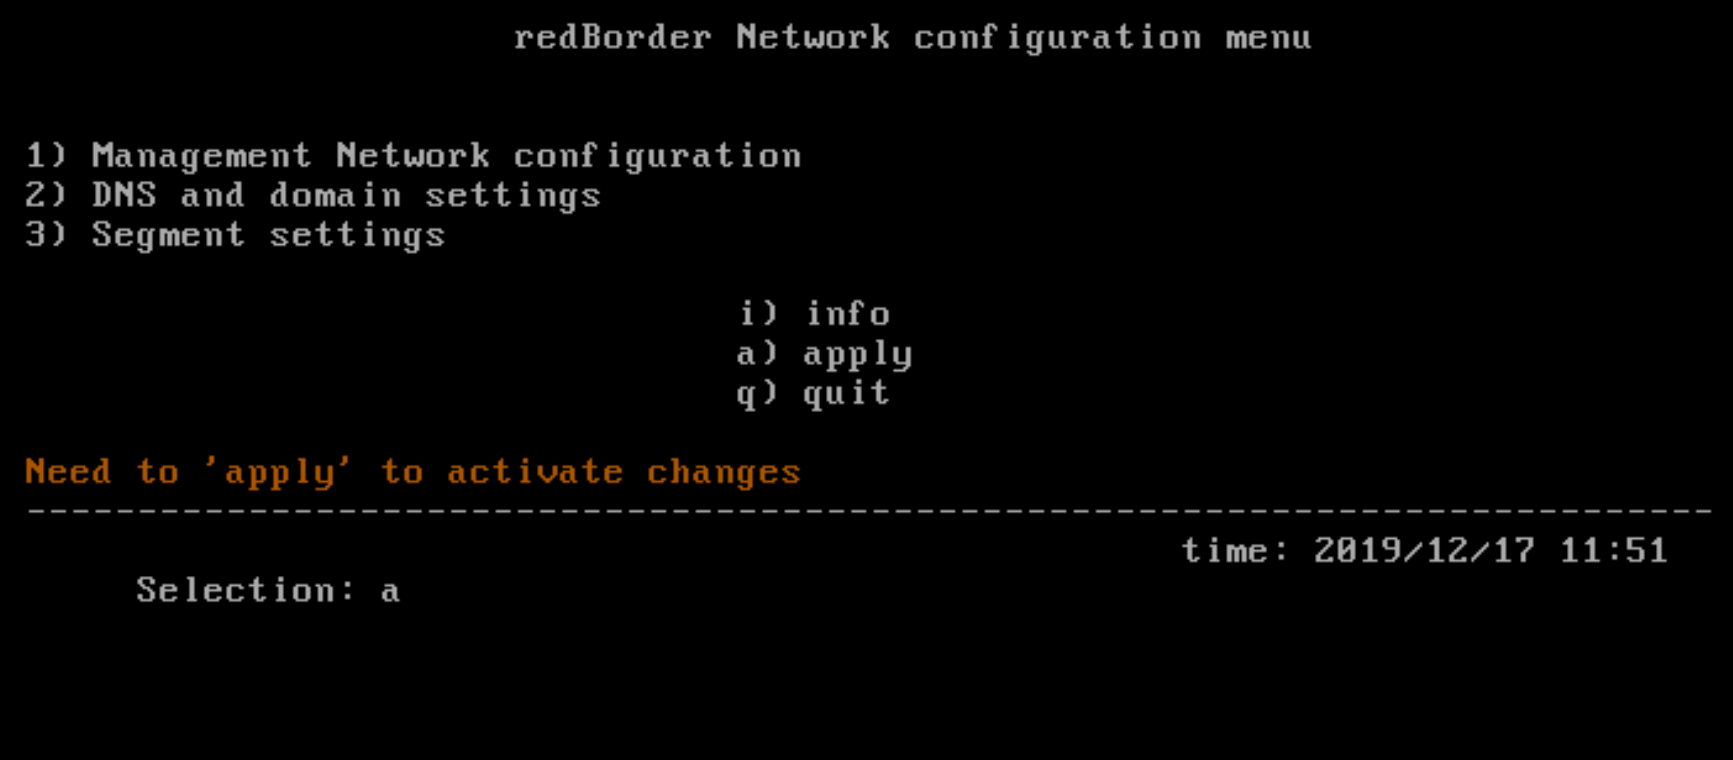 redBorder Network configuration menu
1) Management Network configuration
2) DNS and domain settings
3) Segment settings
i) info
a) apply
q) quit
Need to 'apply' to activate changes
--------------------------------------------------------------------------------
time: 2019/12/17 11:51
Selection: a